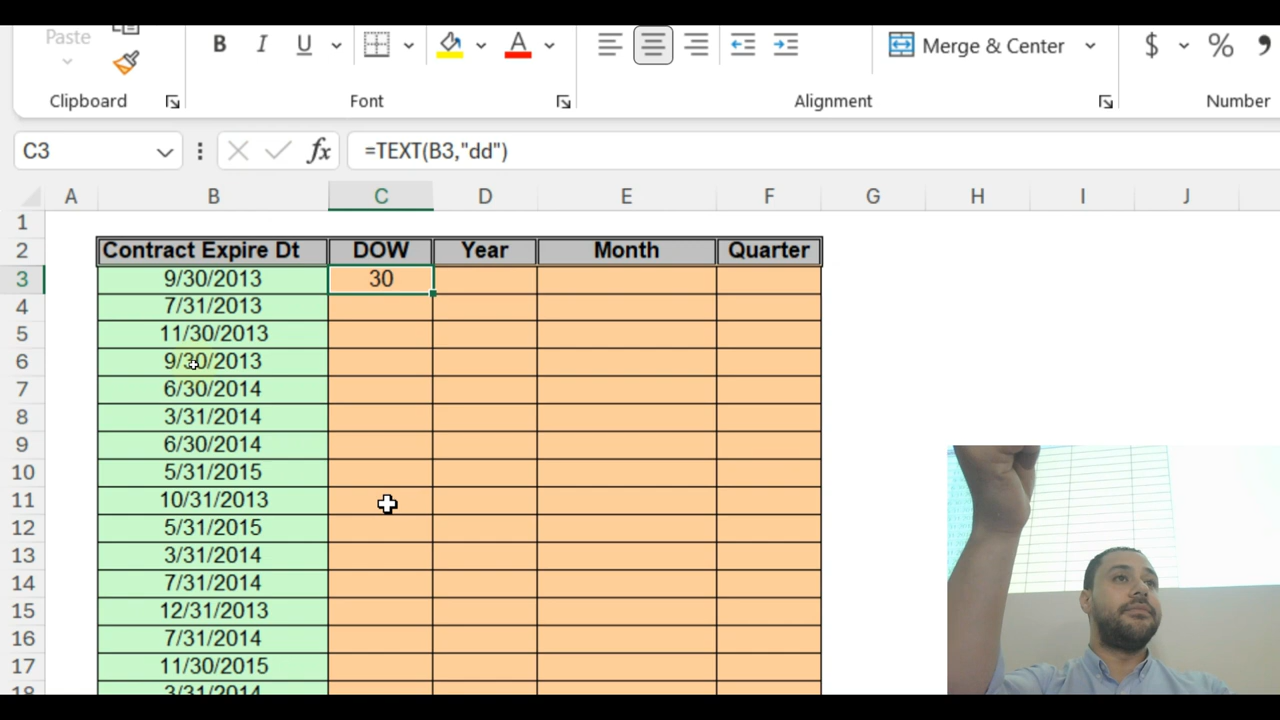 Paste
B I U A
Merge & Center
$ % ,
Clipboard
Font
Alignment
Number
C3
fx
=TEXT(B3,"dd")
A B C D E F G H I J
1
2 Contract Expire Dt DOW Year Month Quarter
3 9/30/2013 30
4 7/31/2013
5 11/30/2013
6 9/30/2013
7 6/30/2014
8 3/31/2014
9 6/30/2014
10 5/31/2015
11 10/31/2013
12 5/31/2015
13 3/31/2014
14 7/31/2014
15 12/31/2013
16 7/31/2014
17 11/30/2015
18 3/31/2014